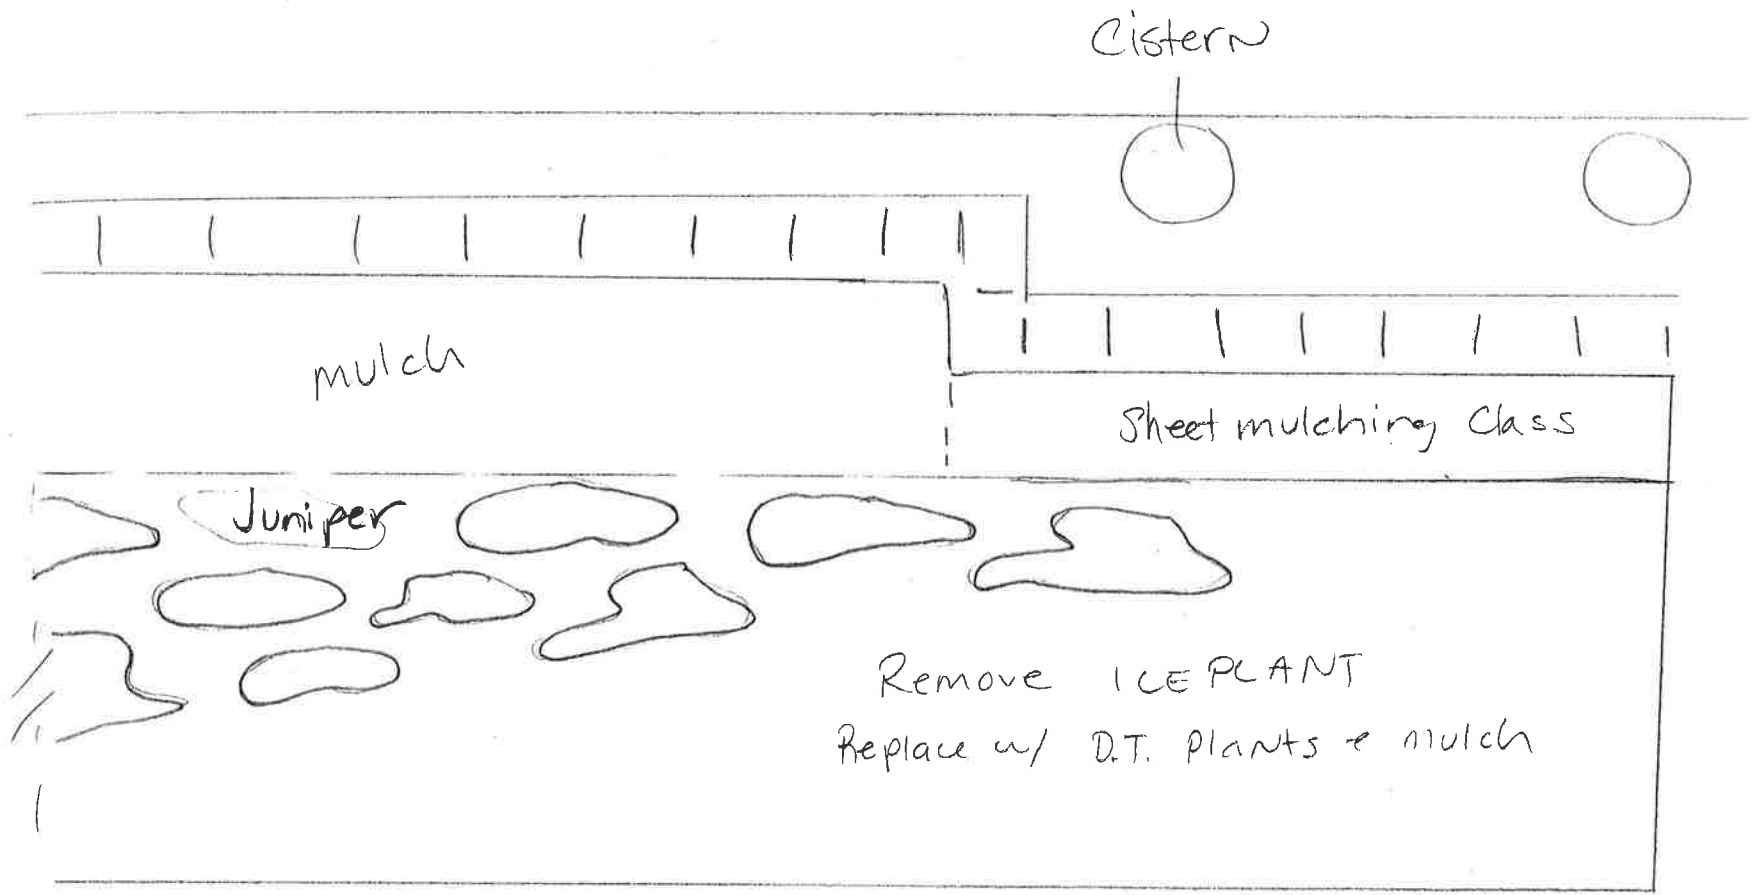 Cistern
mulch
Sheet mulching Class
Juniper
Remove ICEPLANT
Replace w/ D.T. Plants + mulch